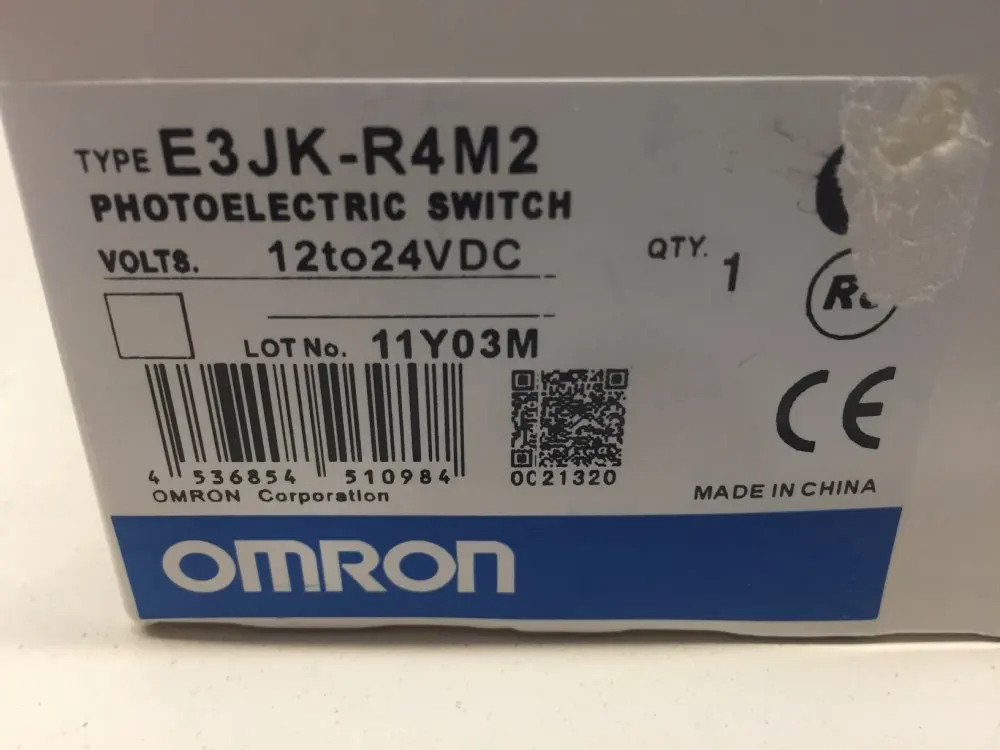 TYPE E3JK-R4M2
PHOTOELECTRIC SWITCH
VOLTS. 12to24VDC
QTY. 1
LOT No. 11Y03M
4 536854 510984
0C21320
OMRON Corporation
CE
MADE IN CHINA
OMRON